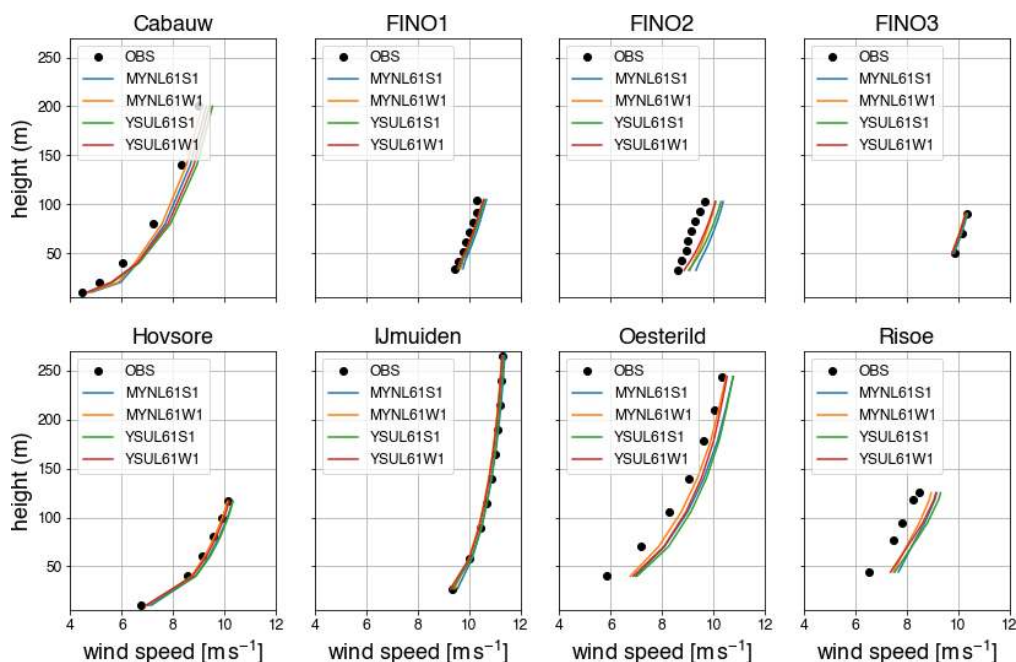 Cabauw FINO1 FINO2 FINO3
OBS OBS OBS OBS
MYNL61S1 MYNL61S1 MYNL61S1 MYNL61S1
MYNL61W1 MYNL61W1 MYNL61W1 MYNL61W1
YSUL61S1 YSUL61S1 YSUL61S1 YSUL61S1
YSUL61W1 YSUL61W1 YSUL61W1 YSUL61W1
250
200
150
100
50
height (m)
Hovsore IJmuiden Oesterild Risoe
OBS OBS OBS OBS
MYNL61S1 MYNL61S1 MYNL61S1 MYNL61S1
MYNL61W1 MYNL61W1 MYNL61W1 MYNL61W1
YSUL61S1 YSUL61S1 YSUL61S1 YSUL61S1
YSUL61W1 YSUL61W1 YSUL61W1 YSUL61W1
250
200
150
100
50
height (m)
4 6 8 10 12 4 6 8 10 12 4 6 8 10 12 4 6 8 10 12
wind speed [m s⁻¹] wind speed [m s⁻¹] wind speed [m s⁻¹] wind speed [m s⁻¹]